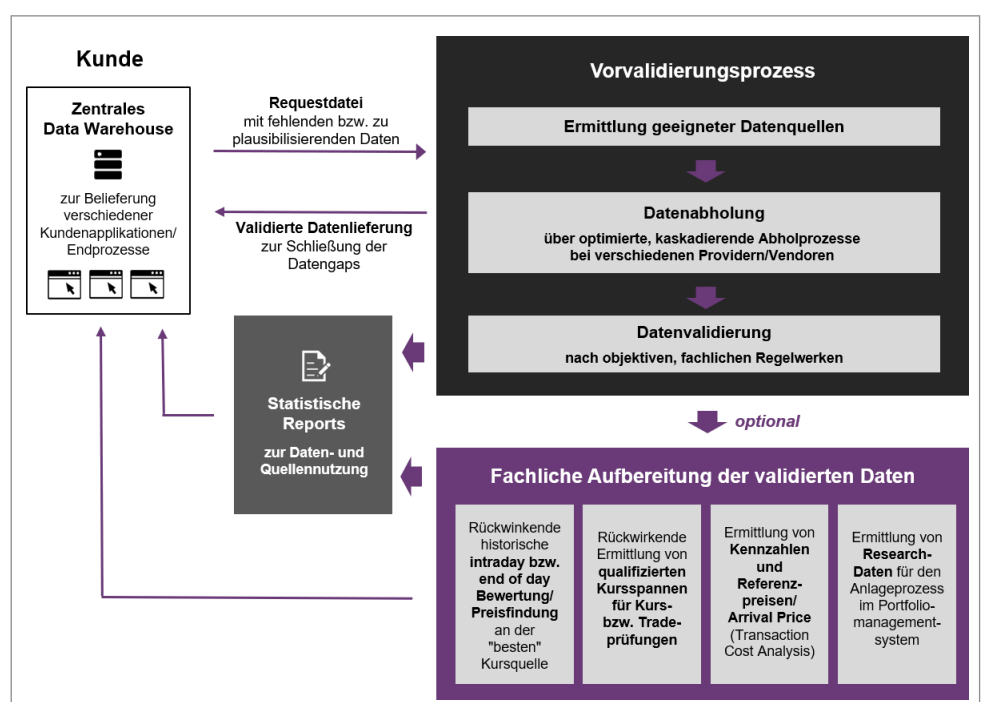 Kunde
Zentrales
Data Warehouse
zur Belieferung
verschiedener
Kundenapplikationen/
Endprozesse
Requestdatei
mit fehlenden bzw. zu
plausibilisierenden Daten
Validierte Datenlieferung
zur Schließung der
Datengaps
Vorvalidierungsprozess
Ermittlung geeigneter Datenquellen
Datenabholung
über optimierte, kaskadierende Abholprozesse
bei verschiedenen Providern/Vendoren
Datenvalidierung
nach objektiven, fachlichen Regelwerken
Statistische
Reports
zur Daten- und
Quellennutzung
optional
Fachliche Aufbereitung der validierten Daten
Rückwinkende
historische
intraday bzw.
end of day
Bewertung/
Preisfindung
an der
"besten"
Kursquelle
Rückwirkende
Ermittlung von
qualifizierten
Kursspannen
für Kurs-
bzw. Trade-
prüfungen
Ermittlung von
Kennzahlen
und
Referenz-
preisen/
Arrival Price
(Transaction
Cost Analysis)
Ermittlung von
Research-
Daten für den
Anlageprozess
im Portfolio-
management-
system